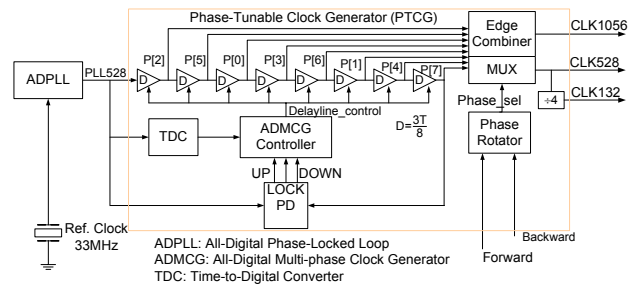 Phase-Tunable Clock Generator (PTCG)
Edge
Combiner
CLK1056
P[2] P[5] P[0] P[3] P[6] P[1] P[4] P[7]
ADPLL
PLL528
D D D D D D D D
MUX
CLK528
÷4
CLK132
Delayline_control
Phase_sel
TDC
ADMCG
Controller
D=3T/8
Phase
Rotator
UP DOWN
LOCK
PD
Ref. Clock
33MHz
Backward
Forward
ADPLL: All-Digital Phase-Locked Loop
ADMCG: All-Digital Multi-phase Clock Generator
TDC: Time-to-Digital Converter